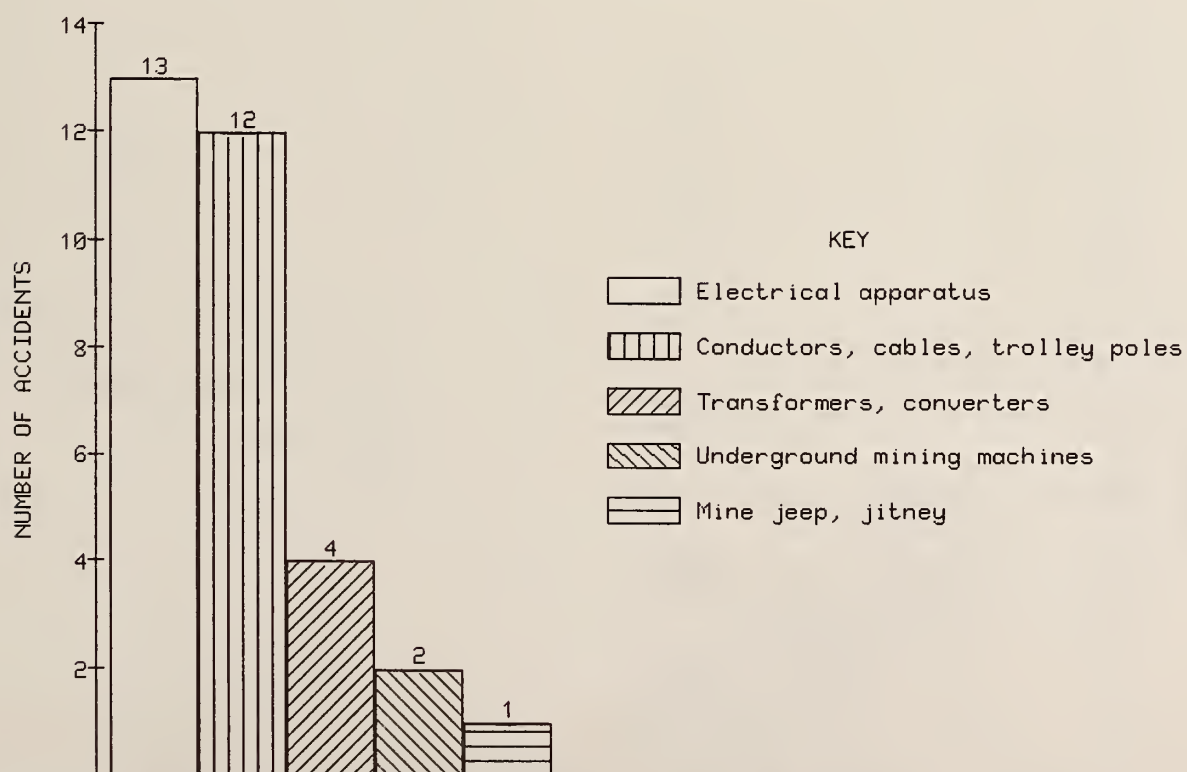 14
13
12
12
10
8
6
4
4
2
2
1
NUMBER OF ACCIDENTS
KEY
Electrical apparatus
Conductors, cables, trolley poles
Transformers, converters
Underground mining machines
Mine jeep, jitney